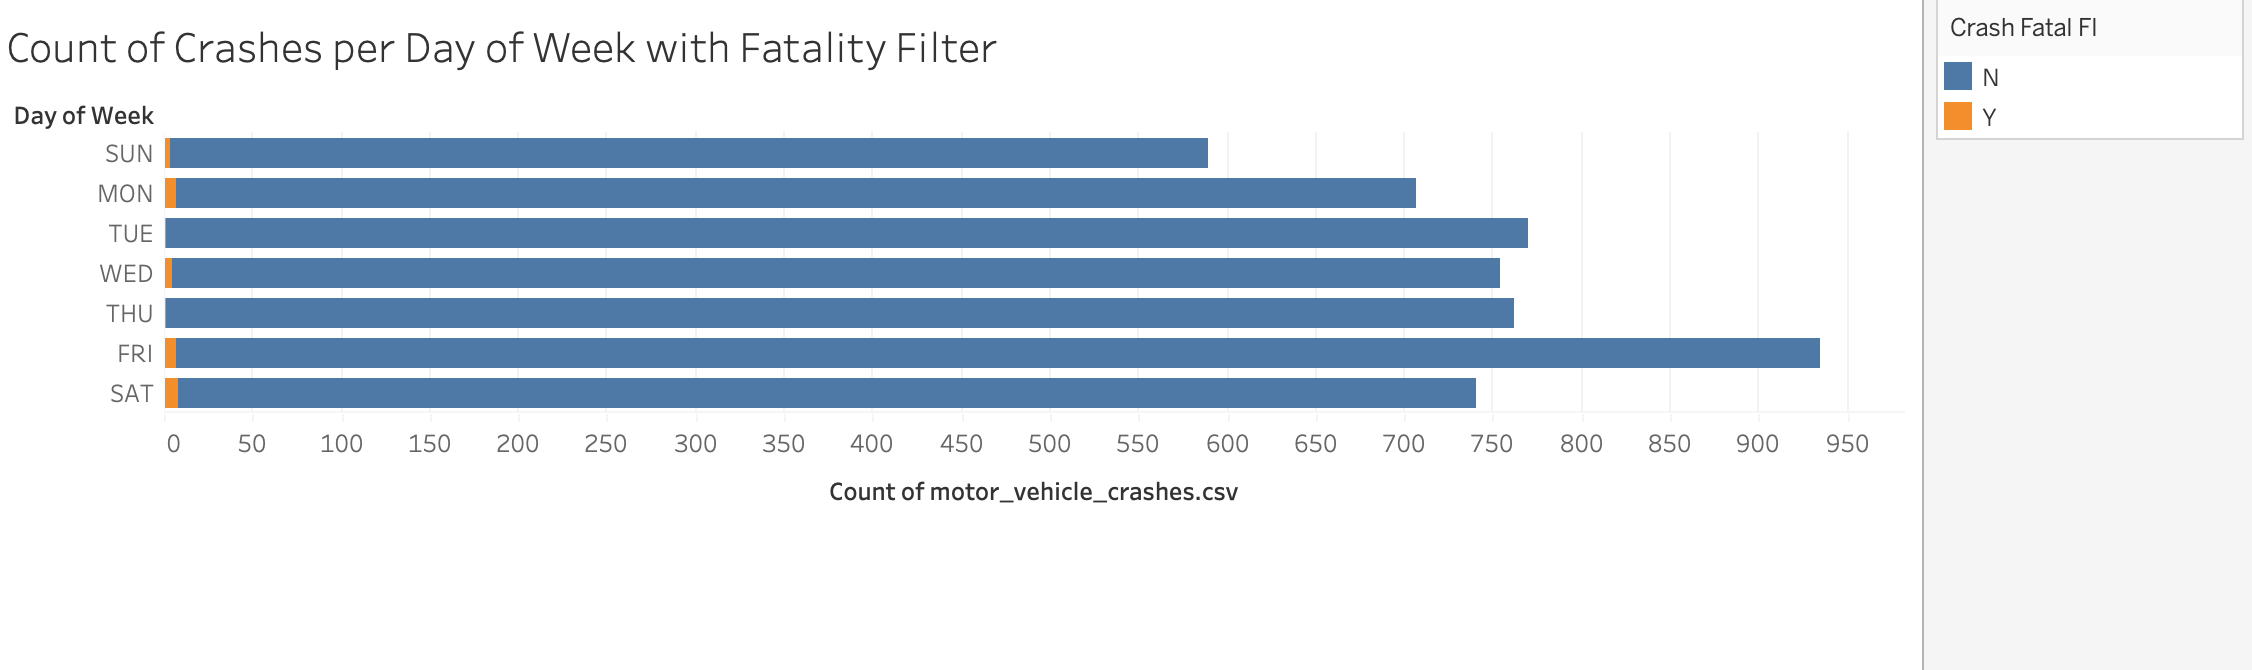 Count of Crashes per Day of Week with Fatality Filter
Day of Week
SUN
MON
TUE
WED
THU
FRI
SAT
0 50 100 150 200 250 300 350 400 450 500 550 600 650 700 750 800 850 900 950
Count of motor_vehicle_crashes.csv
Crash Fatal Fl
N
Y